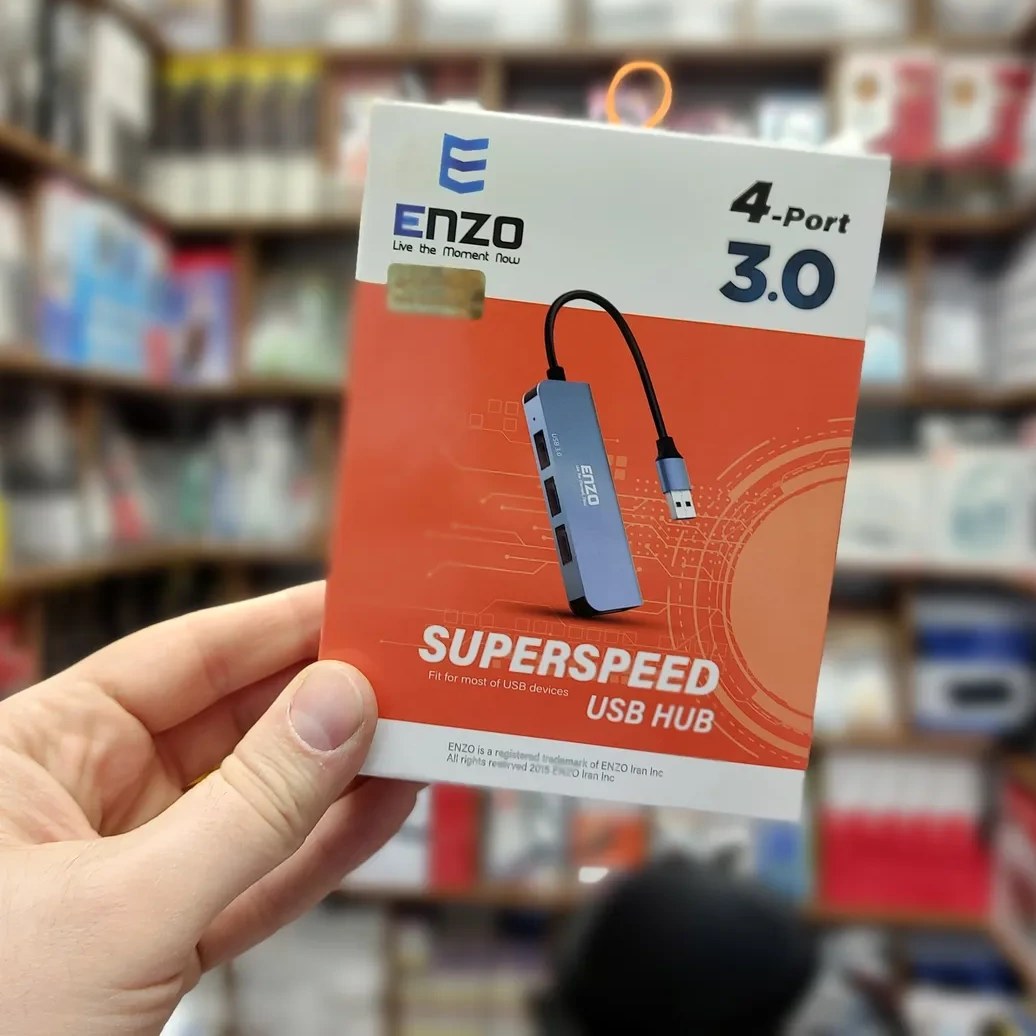 ENZO
Live the Moment Now
4-Port
3.0
USB 3.0
ENZO
SUPERSPEED
Fit for most of USB devices
USB HUB
ENZO is a registered trademark of ENZO Iran Inc
All rights reserved 2015 ENZO Iran Inc